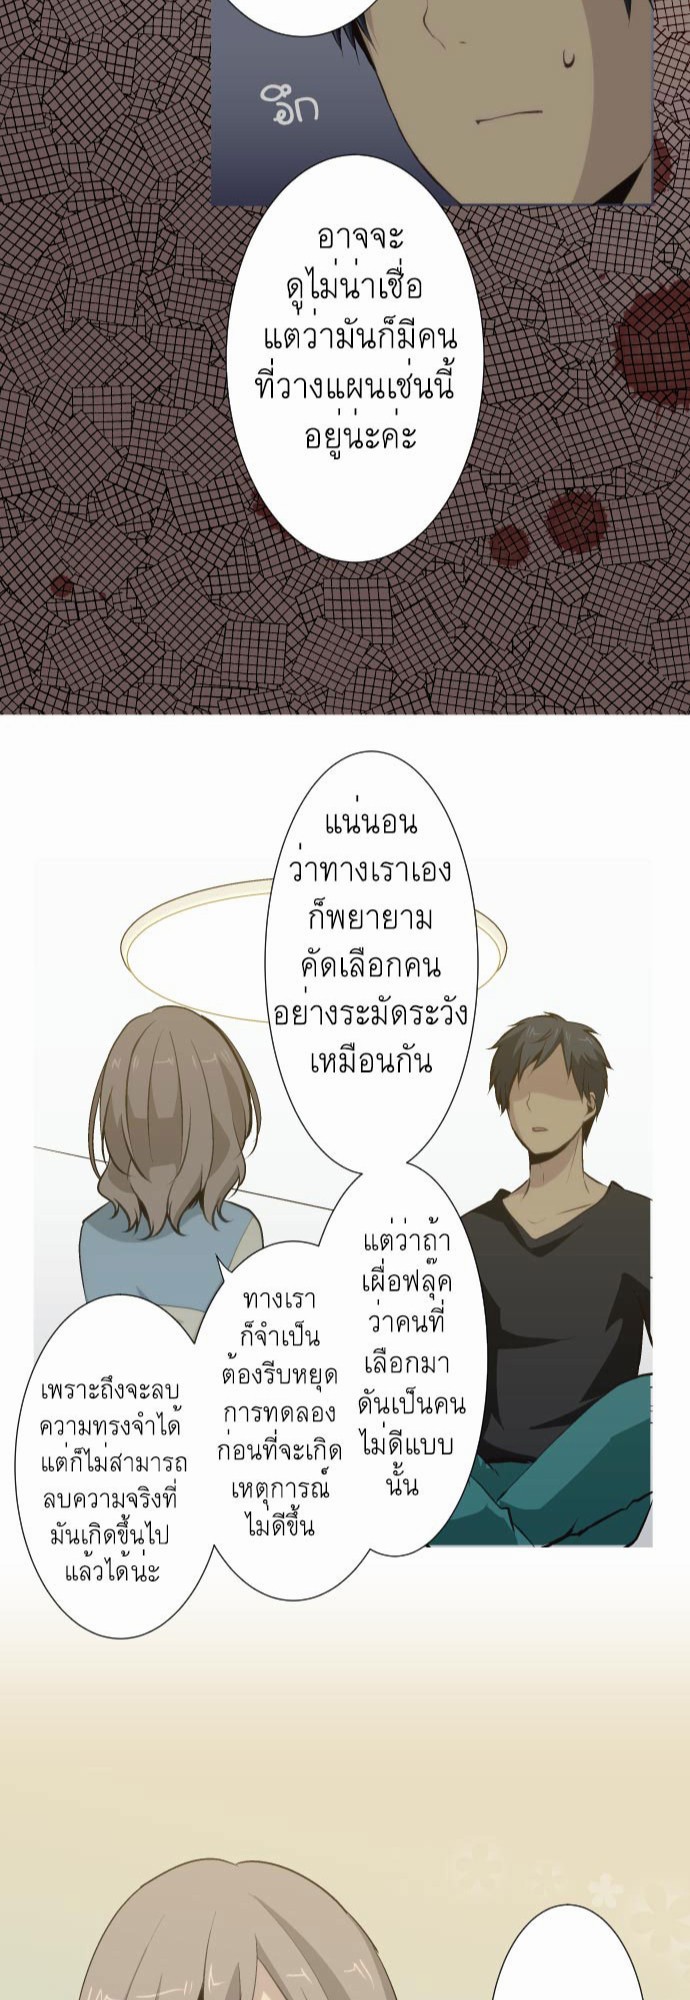 อึก
อาจจะ
ดูไม่น่าเชื่อ
แต่ว่ามันก็มีคน
ที่วางแผนเช่นนี้
อยู่น่ะค่ะ
แน่นอน
ว่าทางเราเอง
ก็พยายาม
คัดเลือกคน
อย่างระมัดระวัง
เหมือนกัน
แต่ว่าถ้า
เผื่อฟลุ๊ค
ว่าคนที่
เลือกมา
ดันเป็นคน
ไม่ดีแบบ
นั้น
ทางเรา
ก็จำเป็น
ต้องรีบหยุด
การทดลอง
ก่อนที่จะเกิด
เหตุการณ์
ไม่ดีขึ้น
เพราะถึงจะลบ
ความทรงจำได้
แต่ก็ไม่สามารถ
ลบความจริงที่
มันเกิดขึ้นไป
แล้วได้น่ะ